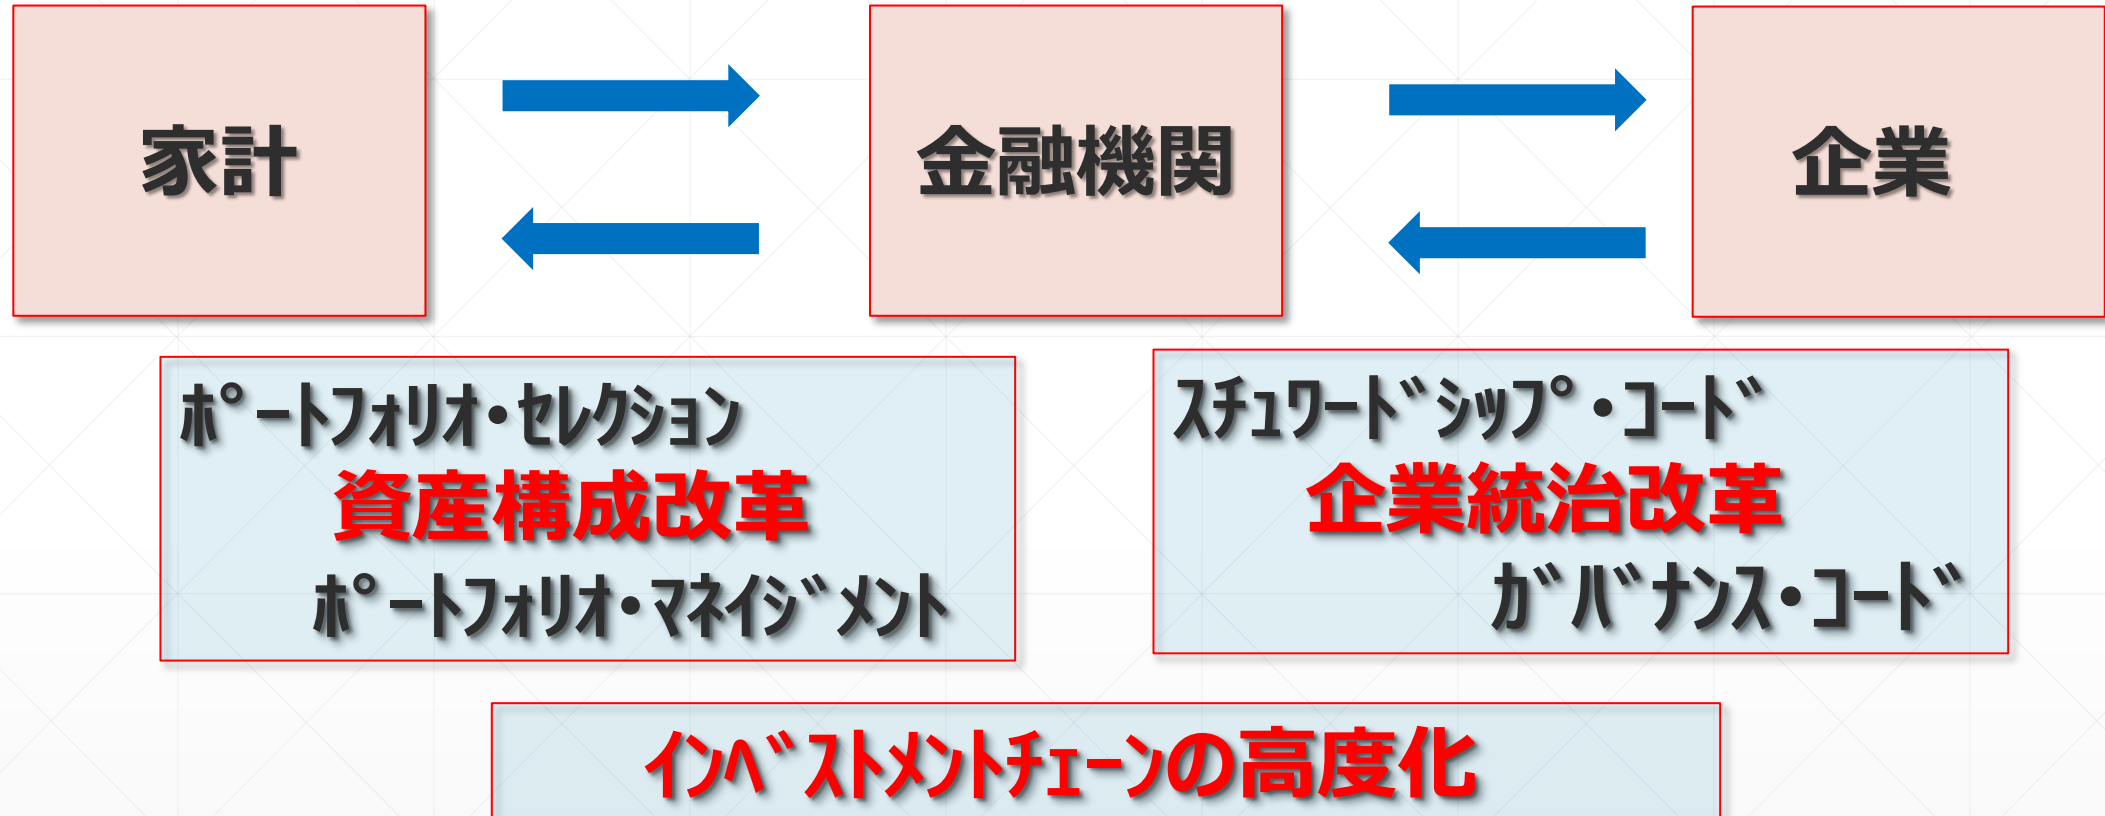 家計
金融機関
企業
ﾎﾟｰﾄﾌｫﾘｵ・ｾﾚｸｼｮﾝ
資産構成改革
ﾎﾟｰﾄﾌｫﾘｵ・ﾏﾈｲｼﾞﾒﾝﾄ
ｽﾁｭﾜｰﾄﾞｼｯﾌﾟ・ｺｰﾄﾞ
企業統治改革
ｶﾞﾊﾞﾅﾝｽ・ｺｰﾄﾞ
ｲﾝﾍﾞｽﾄﾒﾝﾄﾁｪｰﾝの高度化